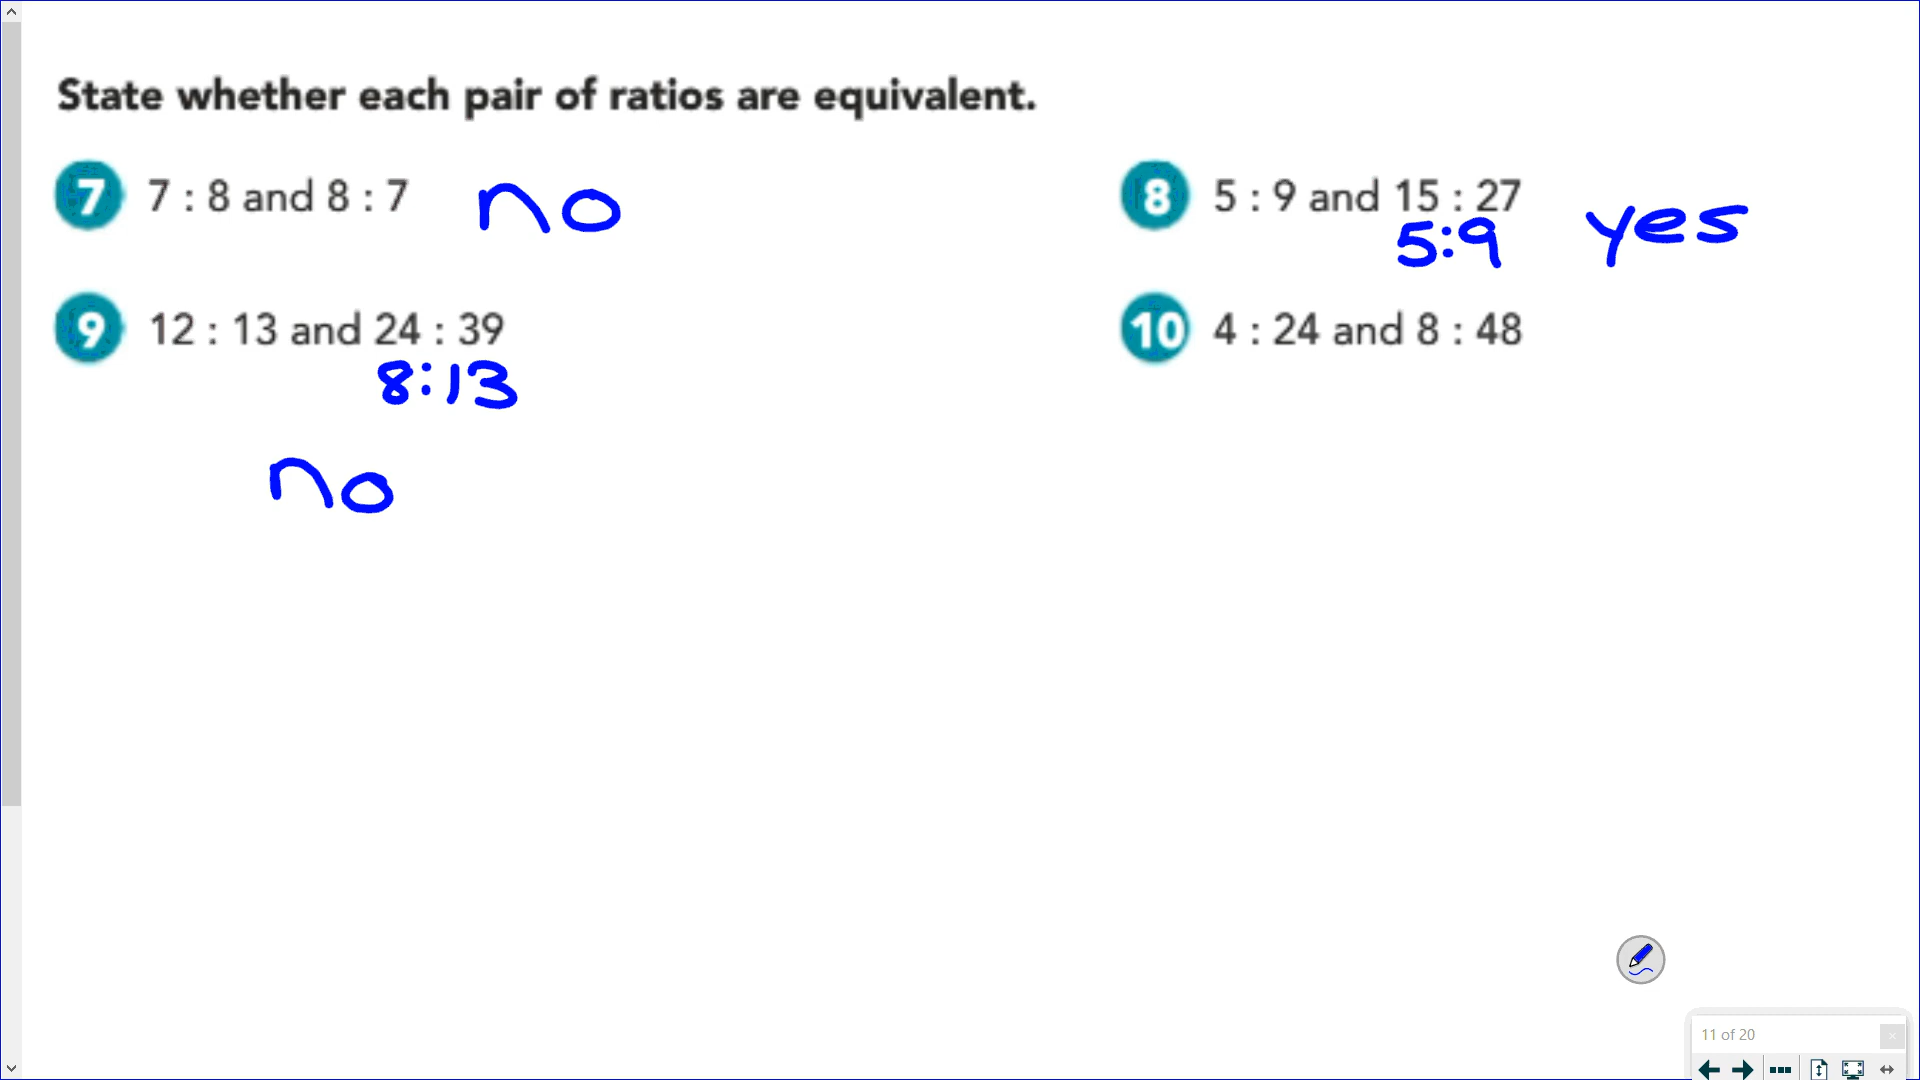 State whether each pair of ratios are equivalent.
7 7 : 8 and 8 : 7 no
8 5 : 9 and 15 : 27 yes
5:9
9 12 : 13 and 24 : 39
8:13
no
10 4 : 24 and 8 : 48
11 of 20